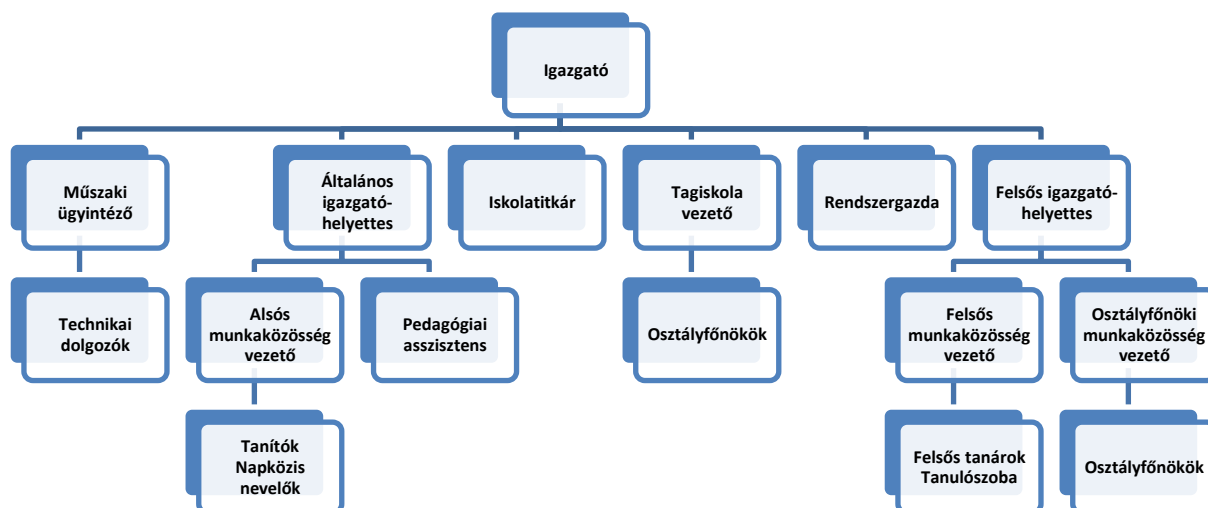 Igazgató
Műszaki
ügyintéző
Általános
igazgató-
helyettes
Iskolatitkár
Tagiskola
vezető
Rendszergazda
Felsős igazgató-
helyettes
Technikai
dolgozók
Alsós
munkaközösség
vezető
Pedagógiai
asszisztens
Osztályfőnökök
Felsős
munkaközösség
vezető
Osztályfőnöki
munkaközösség
vezető
Tanítók
Napközis
nevelők
Felsős tanárok
Tanulószoba
Osztályfőnökök